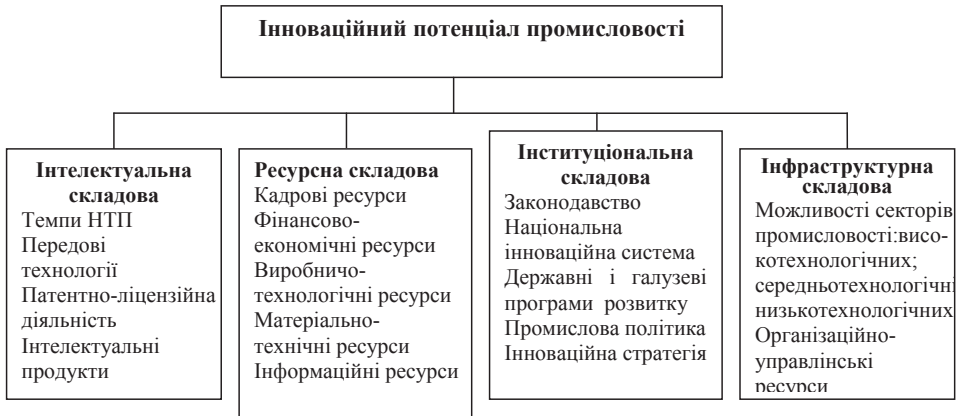 Інноваційний потенціал промисловості
Інтелектуальна
складова
Темпи НТП
Передові
технології
Патентно-ліцензійна
діяльність
Інтелектуальні
продукти
Ресурсна складова
Кадрові ресурси
Фінансово-
економічні ресурси
Виробничо-
технологічні ресурси
Матеріально-
технічні ресурси
Інформаційні ресурси
Інституціональна
складова
Законодавство
Національна
інноваційна система
Державні і галузеві
програми розвитку
Промислова політика
Інноваційна стратегія
Інфраструктурна
складова
Можливості секторів
промисловості:висо-
котехнологічних;
середньотехнологічні
низькотехнологічних
Організаційно-
управлінські
ресурси